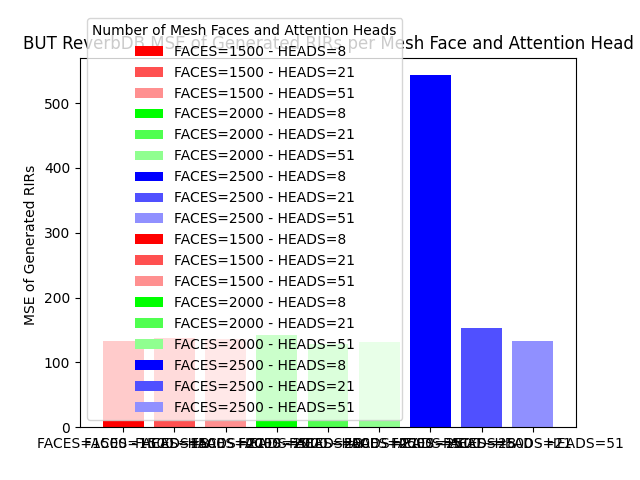 BUT ReverbDB MSE of Generated RIRs per Mesh Face and Attention Head
Number of Mesh Faces and Attention Heads
FACES=1500 - HEADS=8
FACES=1500 - HEADS=21
FACES=1500 - HEADS=51
FACES=2000 - HEADS=8
FACES=2000 - HEADS=21
FACES=2000 - HEADS=51
FACES=2500 - HEADS=8
FACES=2500 - HEADS=21
FACES=2500 - HEADS=51
FACES=1500 - HEADS=8
FACES=1500 - HEADS=21
FACES=1500 - HEADS=51
FACES=2000 - HEADS=8
FACES=2000 - HEADS=21
FACES=2000 - HEADS=51
FACES=2500 - HEADS=8
FACES=2500 - HEADS=21
FACES=2500 - HEADS=51
MSE of Generated RIRs
500
400
300
200
100
0